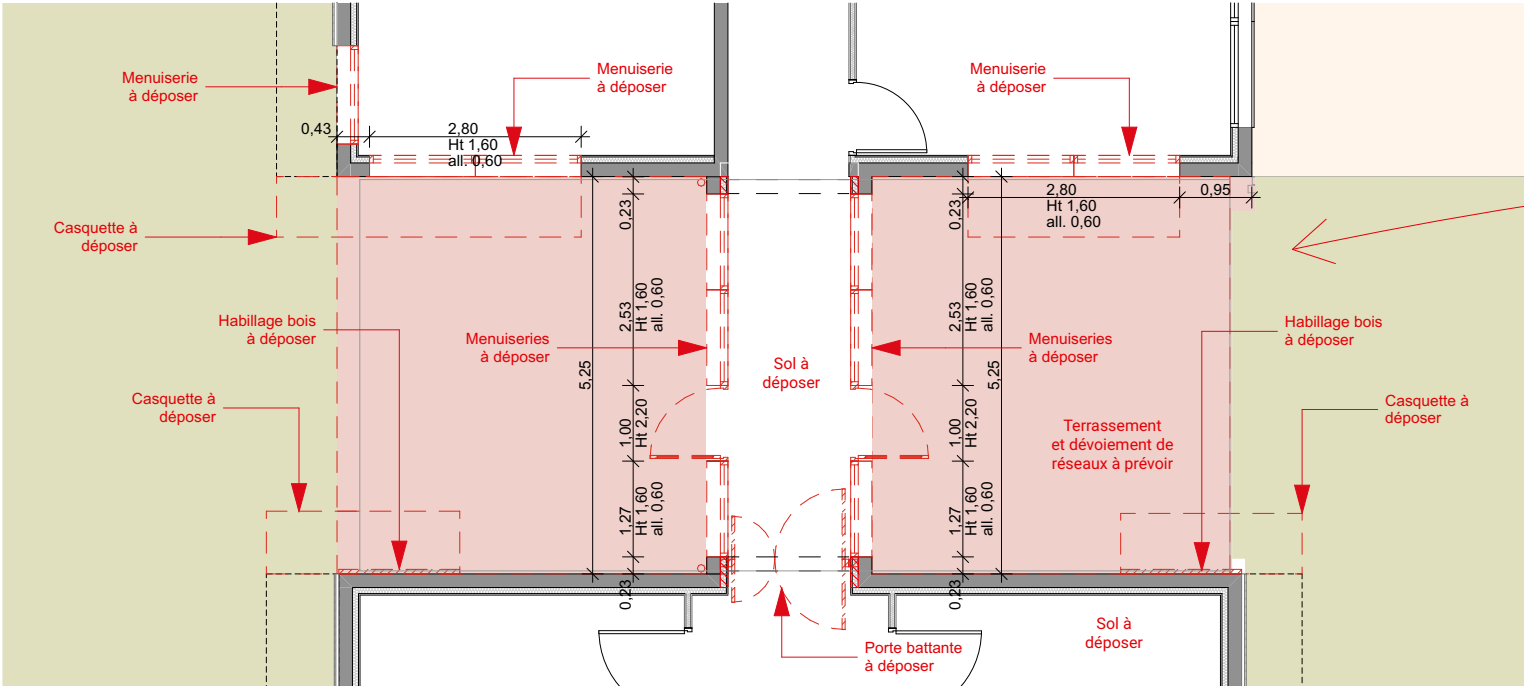 Menuiserie
à déposer
Menuiserie
à déposer
Menuiserie
à déposer
0,43
2,80
Ht 1,60
all. 0,60
2,80
Ht 1,60
all. 0,60
0,95
0,23
0,23
Casquette à
déposer
2,53
Ht 1,60
all. 0,60
2,53
Ht 1,60
all. 0,60
Habillage bois
à déposer
Menuiseries
à déposer
Sol à
déposer
Menuiseries
à déposer
Habillage bois
à déposer
5,25
5,25
Casquette à
déposer
Casquette à
déposer
1,00
Ht 2,20
1,00
Ht 2,20
Terrassement
et dévoiement de
réseaux à prévoir
1,27
Ht 1,60
all. 0,60
1,27
Ht 1,60
all. 0,60
0,23
0,23
Porte battante
à déposer
Sol à
déposer